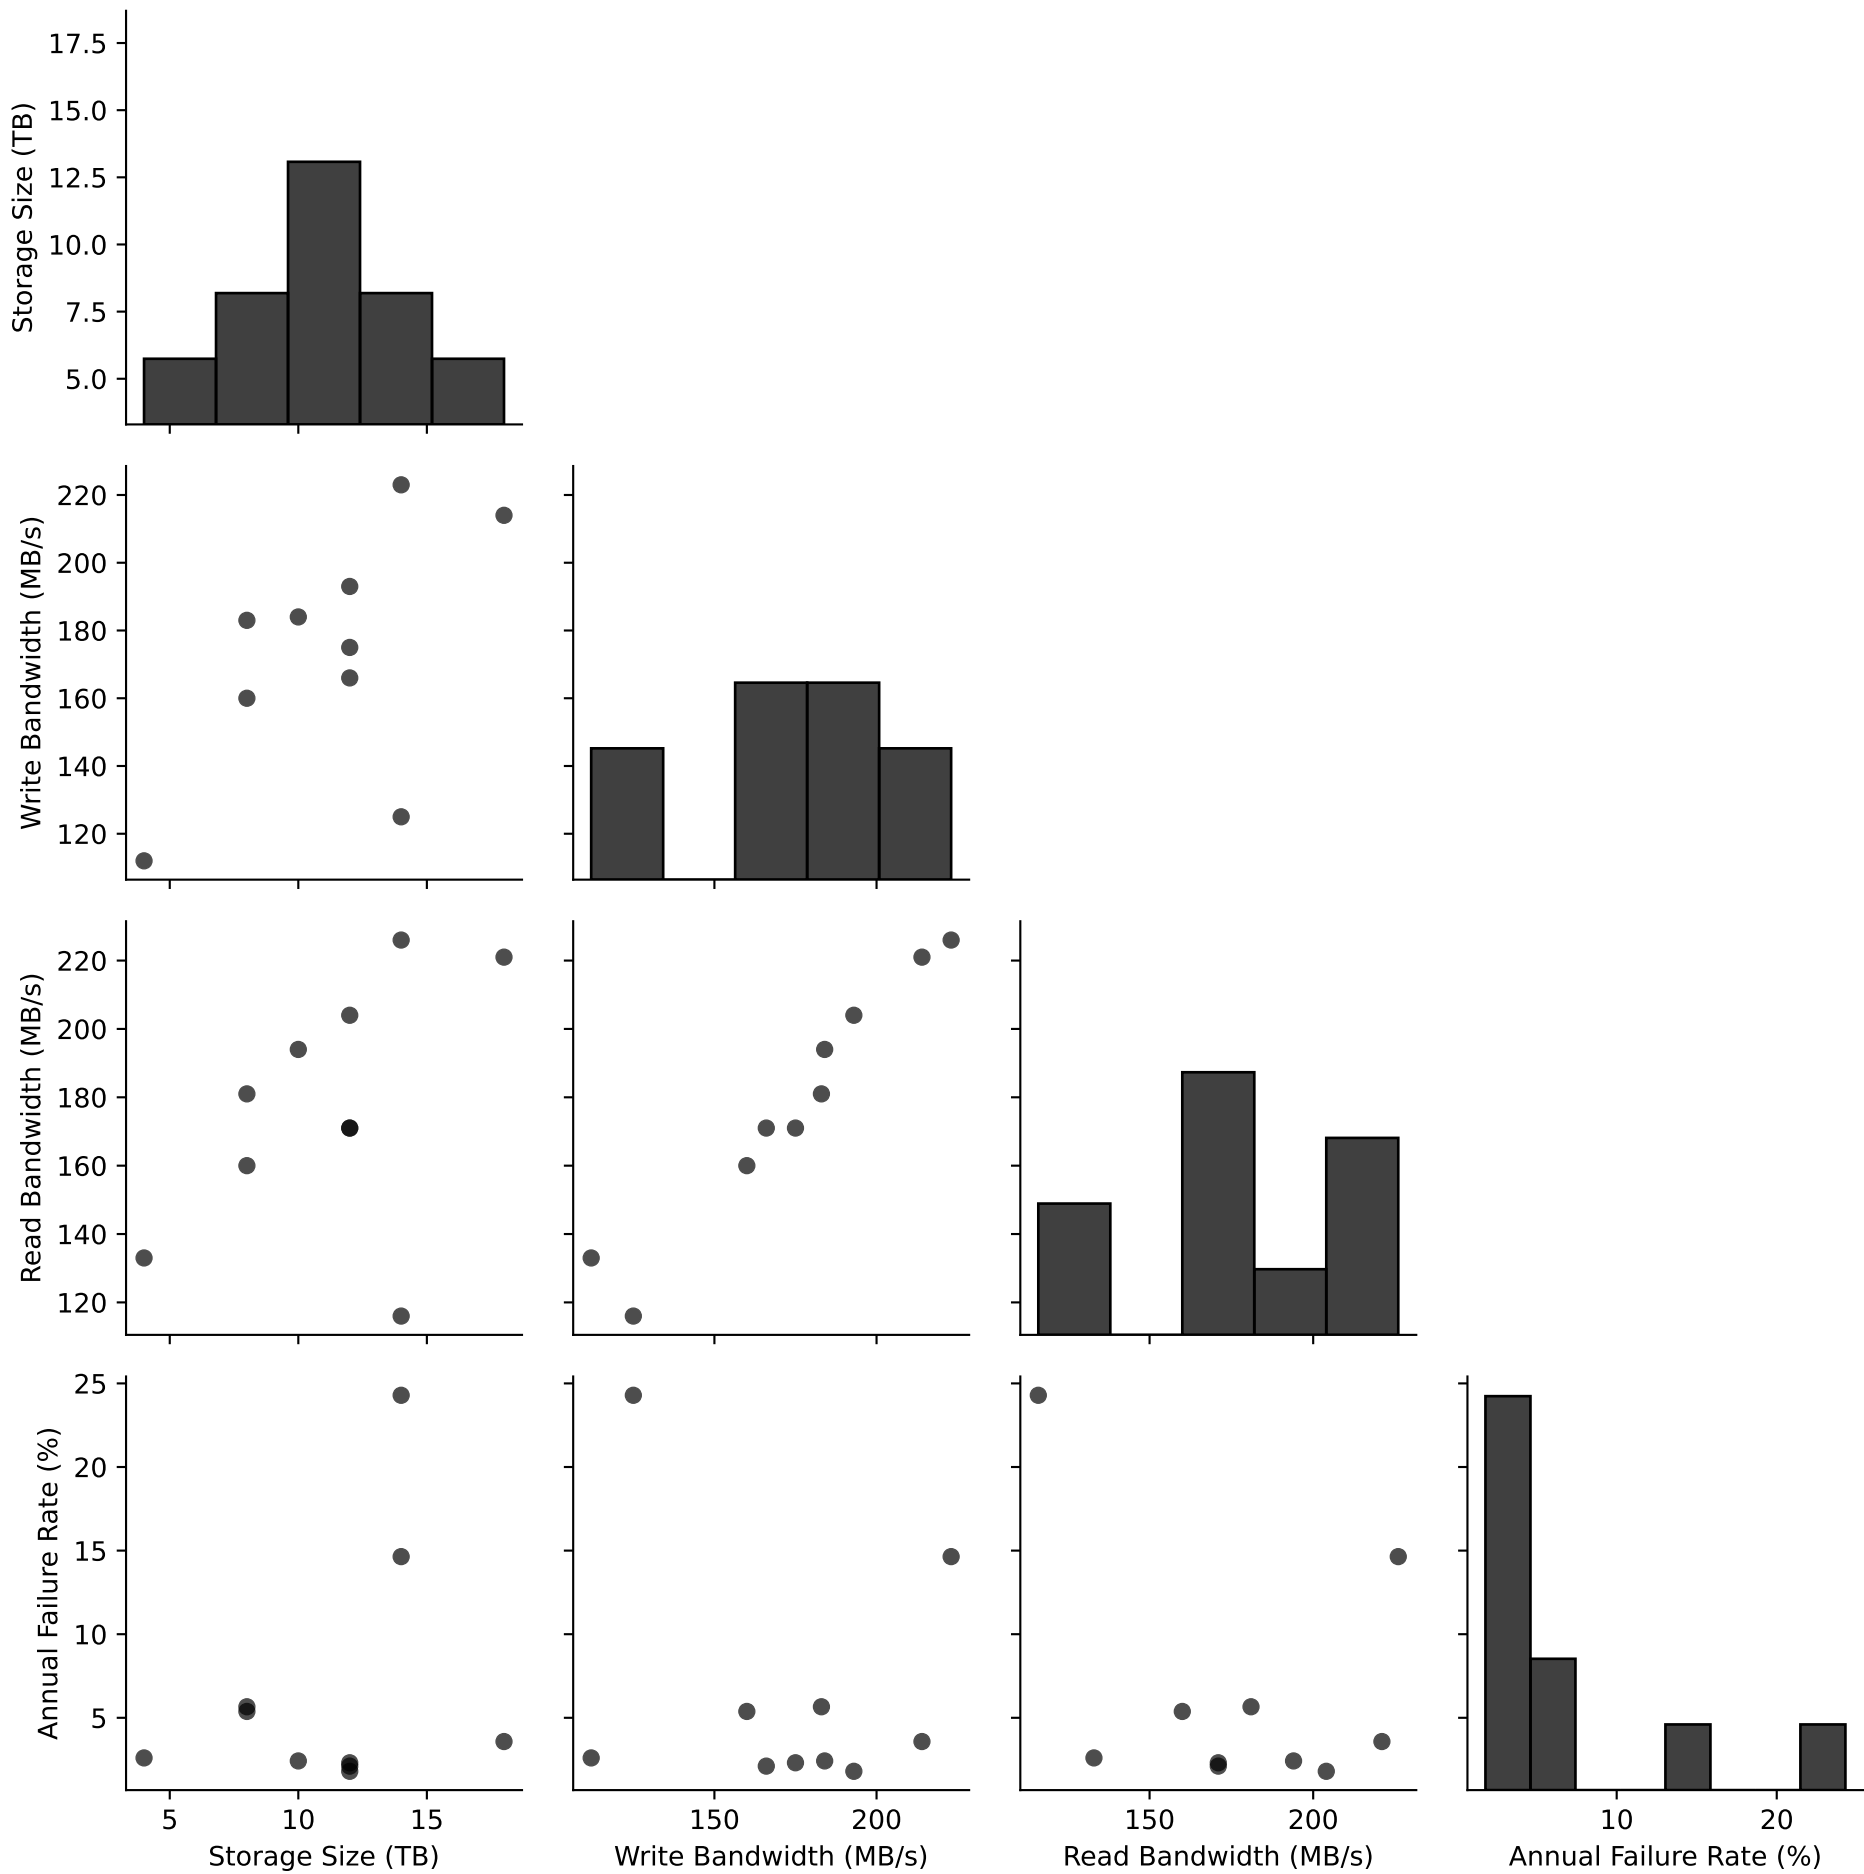 17.5
15.0
12.5
10.0
7.5
5.0
Storage Size (TB)
220
200
180
160
140
120
Write Bandwidth (MB/s)
220
200
180
160
140
120
Read Bandwidth (MB/s)
25
20
15
10
5
Annual Failure Rate (%)
5 10 15
Storage Size (TB)
150 200
Write Bandwidth (MB/s)
150 200
Read Bandwidth (MB/s)
10 20
Annual Failure Rate (%)